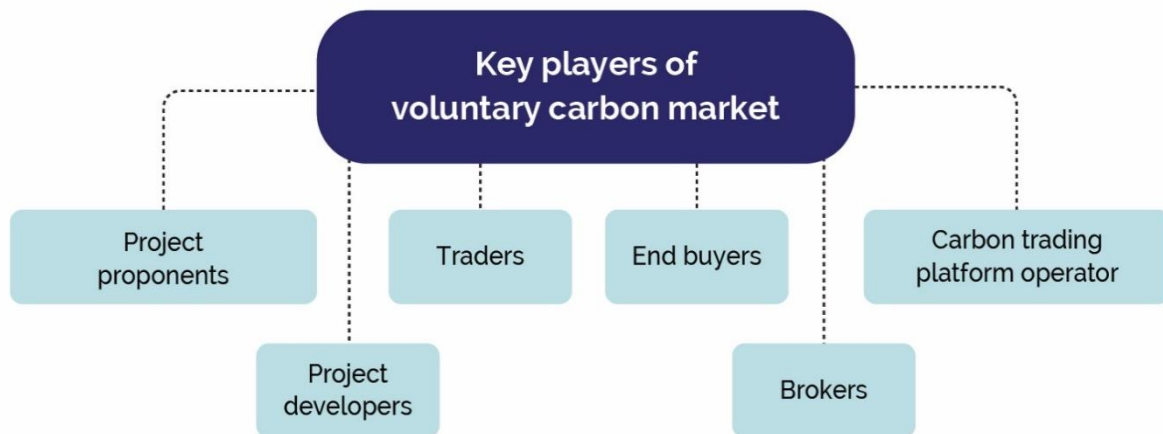 Key players of
voluntary carbon market
Project
proponents
Traders
End buyers
Carbon trading
platform operator
Project
developers
Brokers